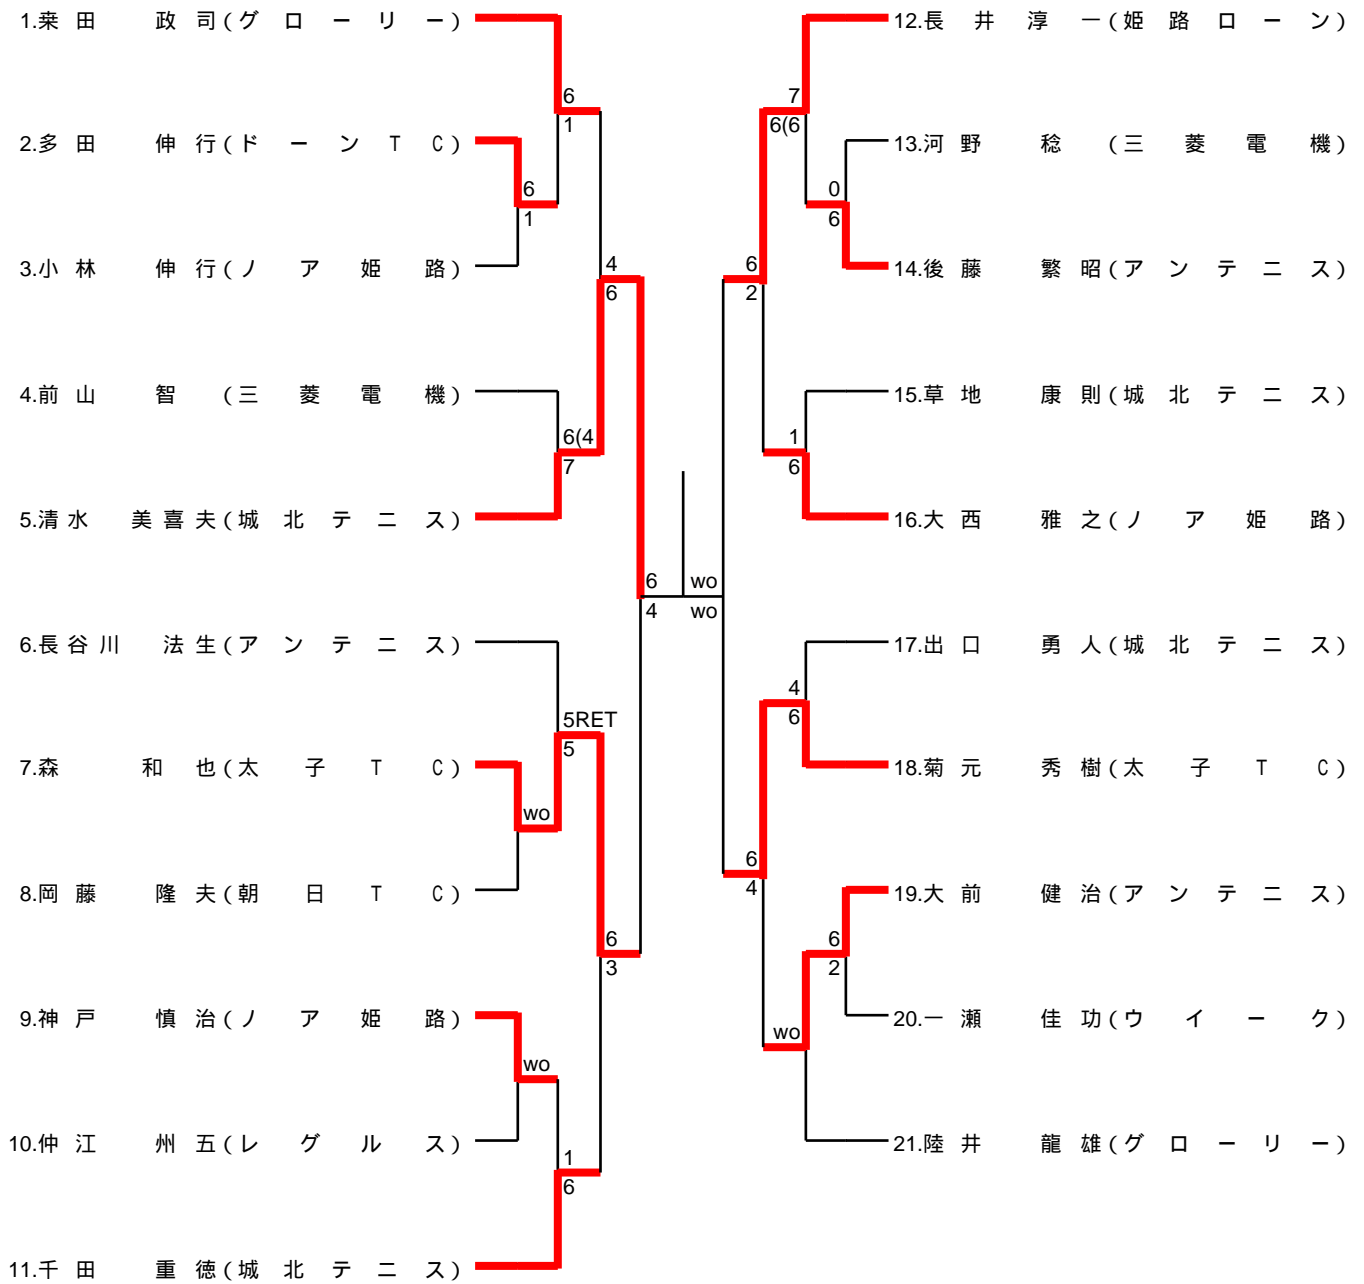 1.来田 政司(グローリー)
6
1
2.多田 伸行(ドーンTC)
6
1
3.小林 伸行(ノア姫路)
4
6
4.前山 智 (三菱電機)
6(4
7
5.清水 美喜夫(城北テニス)
6
4
6.長谷川 法生(アンテニス)
5RET
5
7.森 和也(太子TC)
wo
8.岡藤 隆夫(朝日TC)
6
3
9.神戸 慎治(ノア姫路)
wo
10.仲江 州五(レグルス)
1
6
11.千田 重徳(城北テニス)
wo
wo
12.長井淳一(姫路ローン)
7
6(6
13.河野 稔 (三菱電機)
0
6
14.後藤 繁昭(アンテニス)
6
2
15.草地 康則(城北テニス)
1
6
16.大西 雅之(ノア姫路)
17.出口 勇人(城北テニス)
4
6
18.菊元 秀樹(太子TC)
6
4
19.大前 健治(アンテニス)
6
2
20.一瀬 佳功(ウイーク)
wo
21.陸井 龍雄(グローリー)